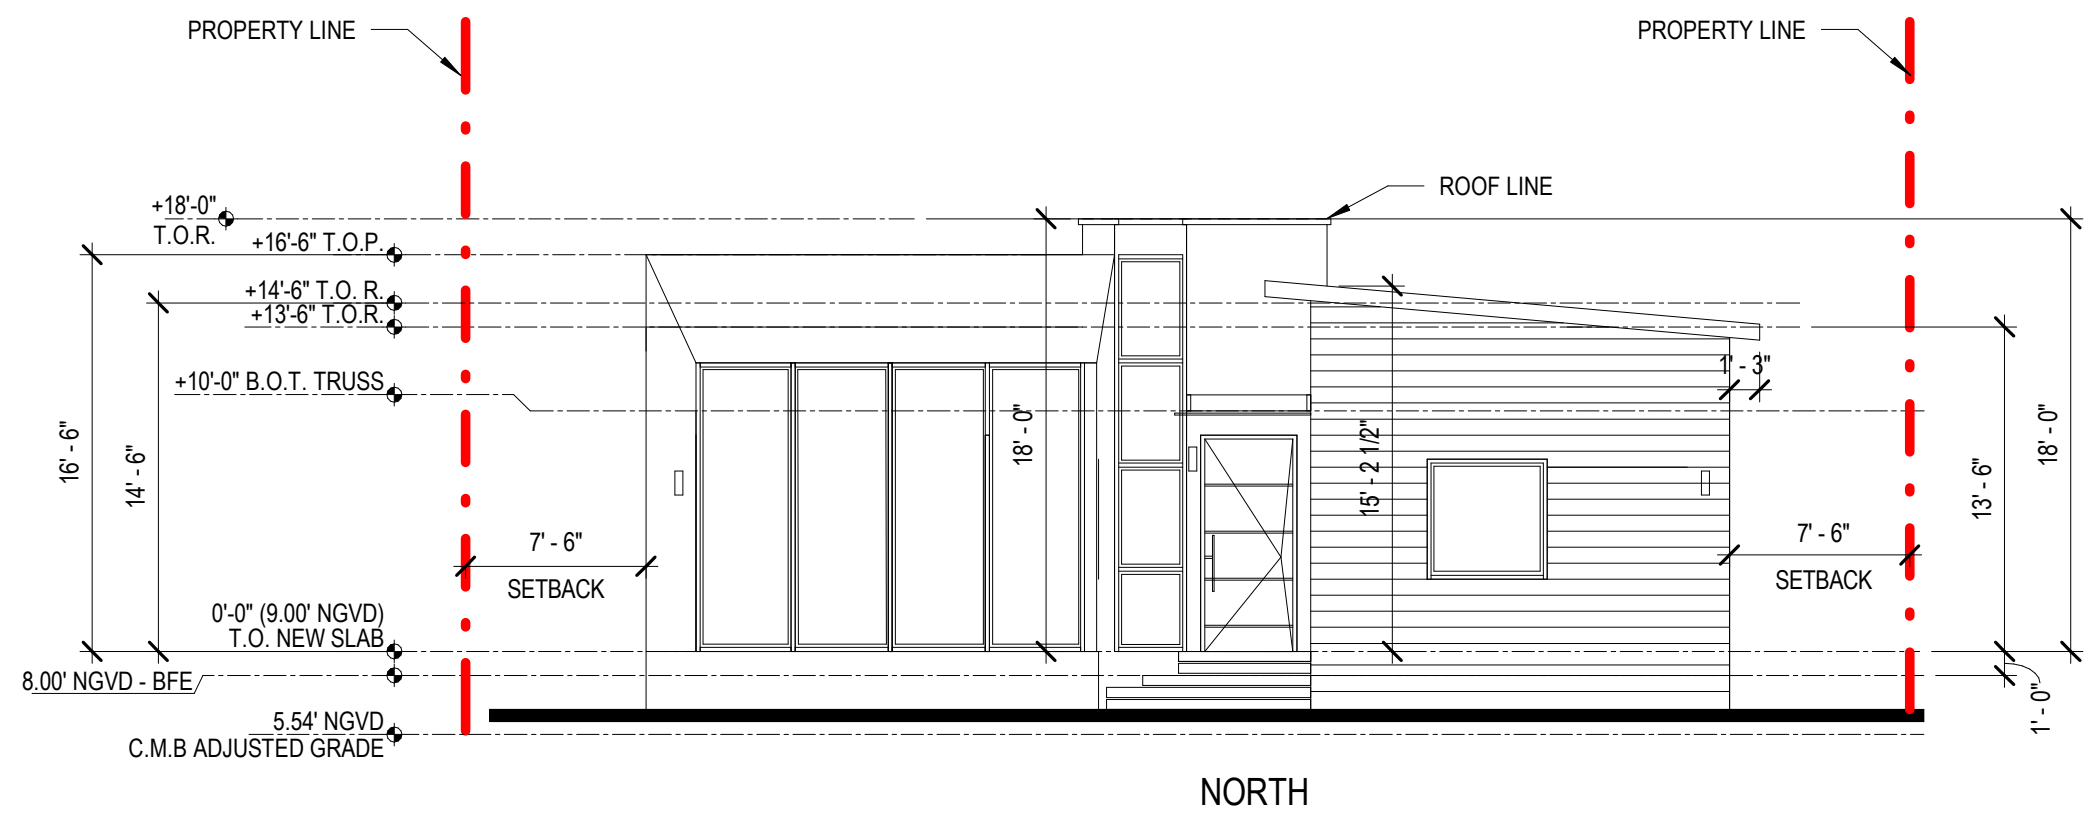 PROPERTY LINE
PROPERTY LINE
ROOF LINE
+18'-0"
T.O.R.
+16'-6" T.O.P.
+14'-6" T.O. R.
+13'-6" T.O.R.
+10'-0" B.O.T. TRUSS
1' - 3"
16' - 6"
14' - 6"
18' - 0"
15' - 2 1/2"
13' - 6"
18' - 0"
7' - 6"
SETBACK
7' - 6"
SETBACK
0'-0" (9.00' NGVD)
T.O. NEW SLAB
8.00' NGVD - BFE
1' - 0"
5.54' NGVD
C.M.B ADJUSTED GRADE
NORTH